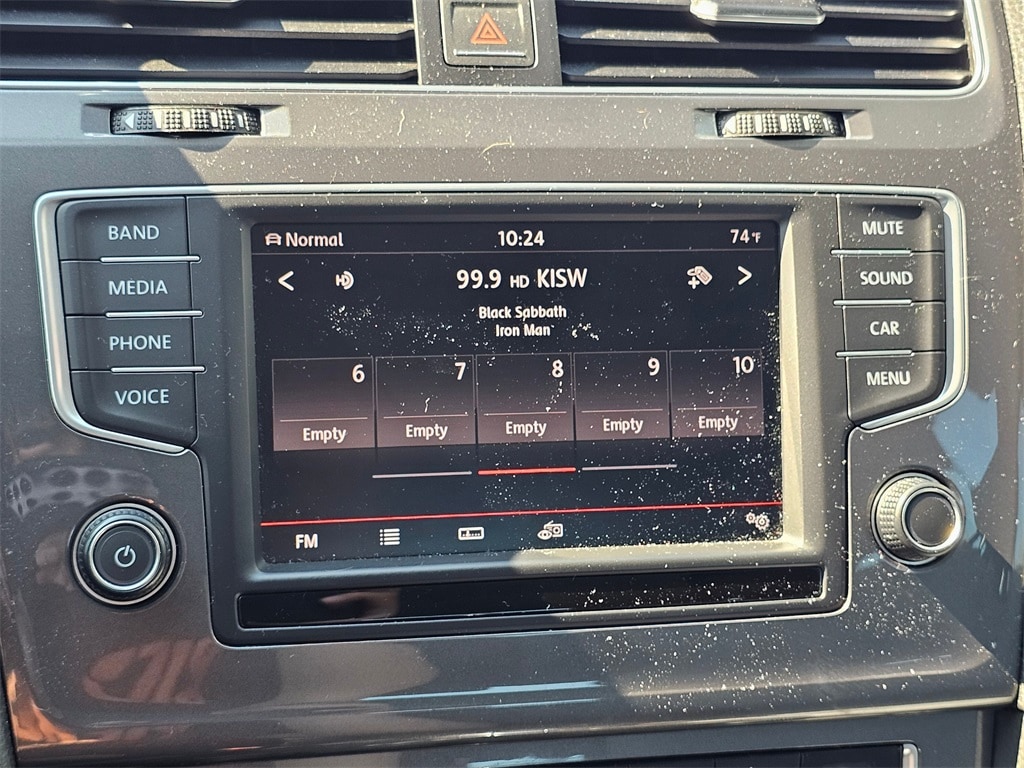 BAND
MEDIA
PHONE
VOICE
Normal 10:24 74°F
< 99.9 HD KISW >
Black Sabbath
Iron Man
6 7 8 9 10
Empty Empty Empty Empty Empty
FM
MUTE
SOUND
CAR
MENU